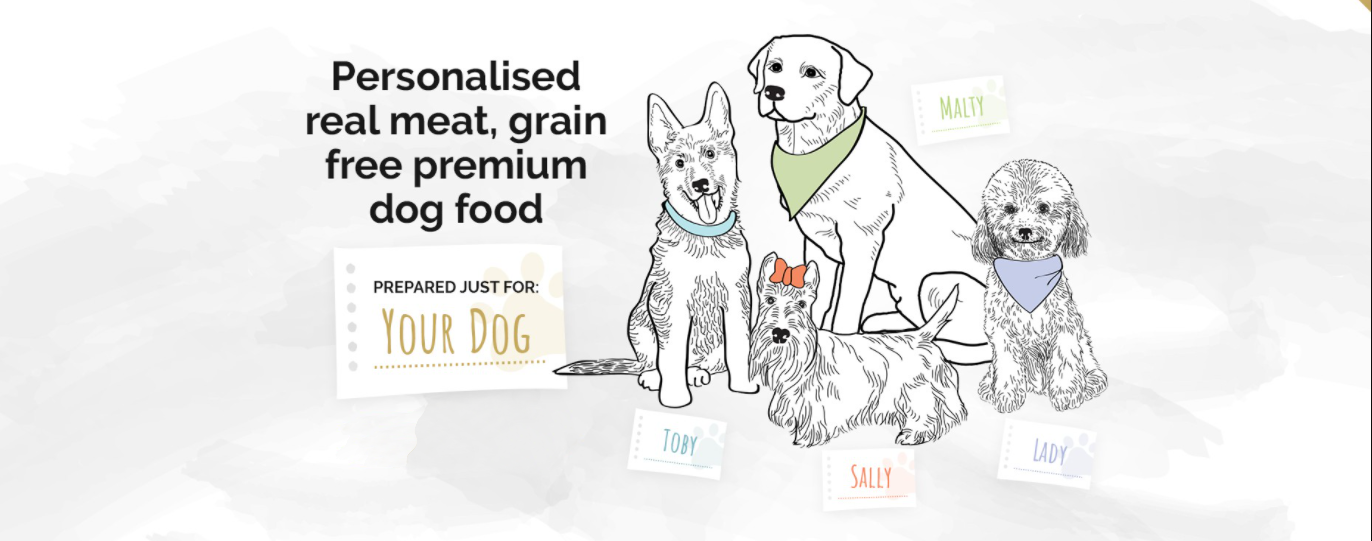 Personalised
real meat, grain
free premium
dog food
PREPARED JUST FOR:
YOUR DOG
MALTY
TOBY
SALLY
LADY